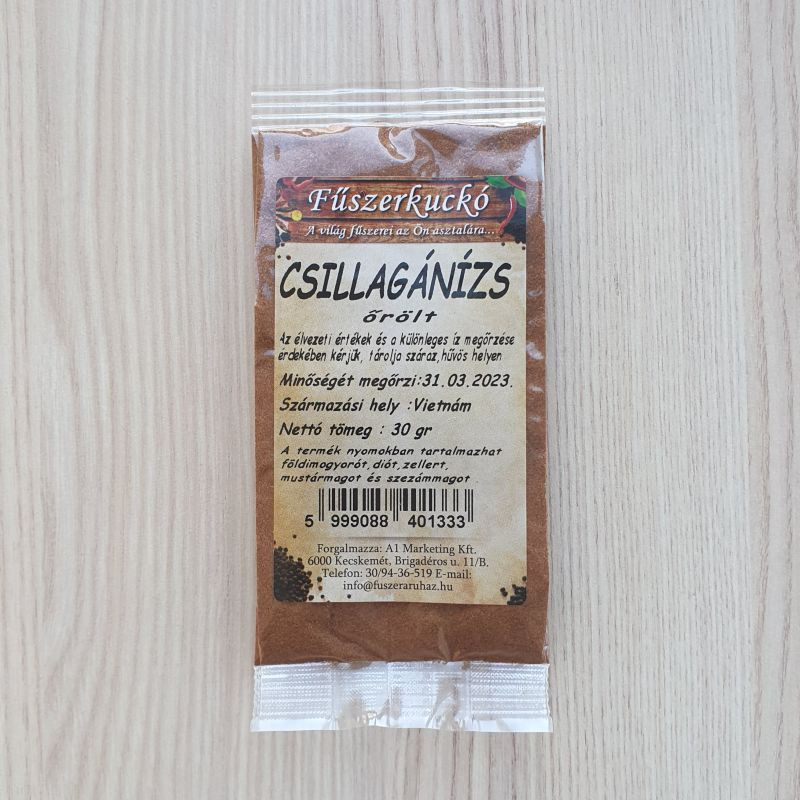 Fűszerkuckó
A világ fűszerei az Ön asztalára...
CSILLAGÁNÍZS
őrölt
Az élvezeti értékek és a különleges íz megőrzése
érdekében kérjük, tárolja száraz,hűvös helyen
Minőségét megőrzi:31.03.2023.
Származási hely :Vietnám
Nettó tömeg : 30 gr
A termék nyomokban tartalmazhat
földimogyorót,diót,zellert,
mustármagot és szezámmagot .
5 999088 401333
Forgalmazza: A1 Marketing Kft.
6000 Kecskemét, Brigadéros u. 11/B.
Telefon: 30/94-36-519 E-mail:
info@fuszeraruhaz.hu